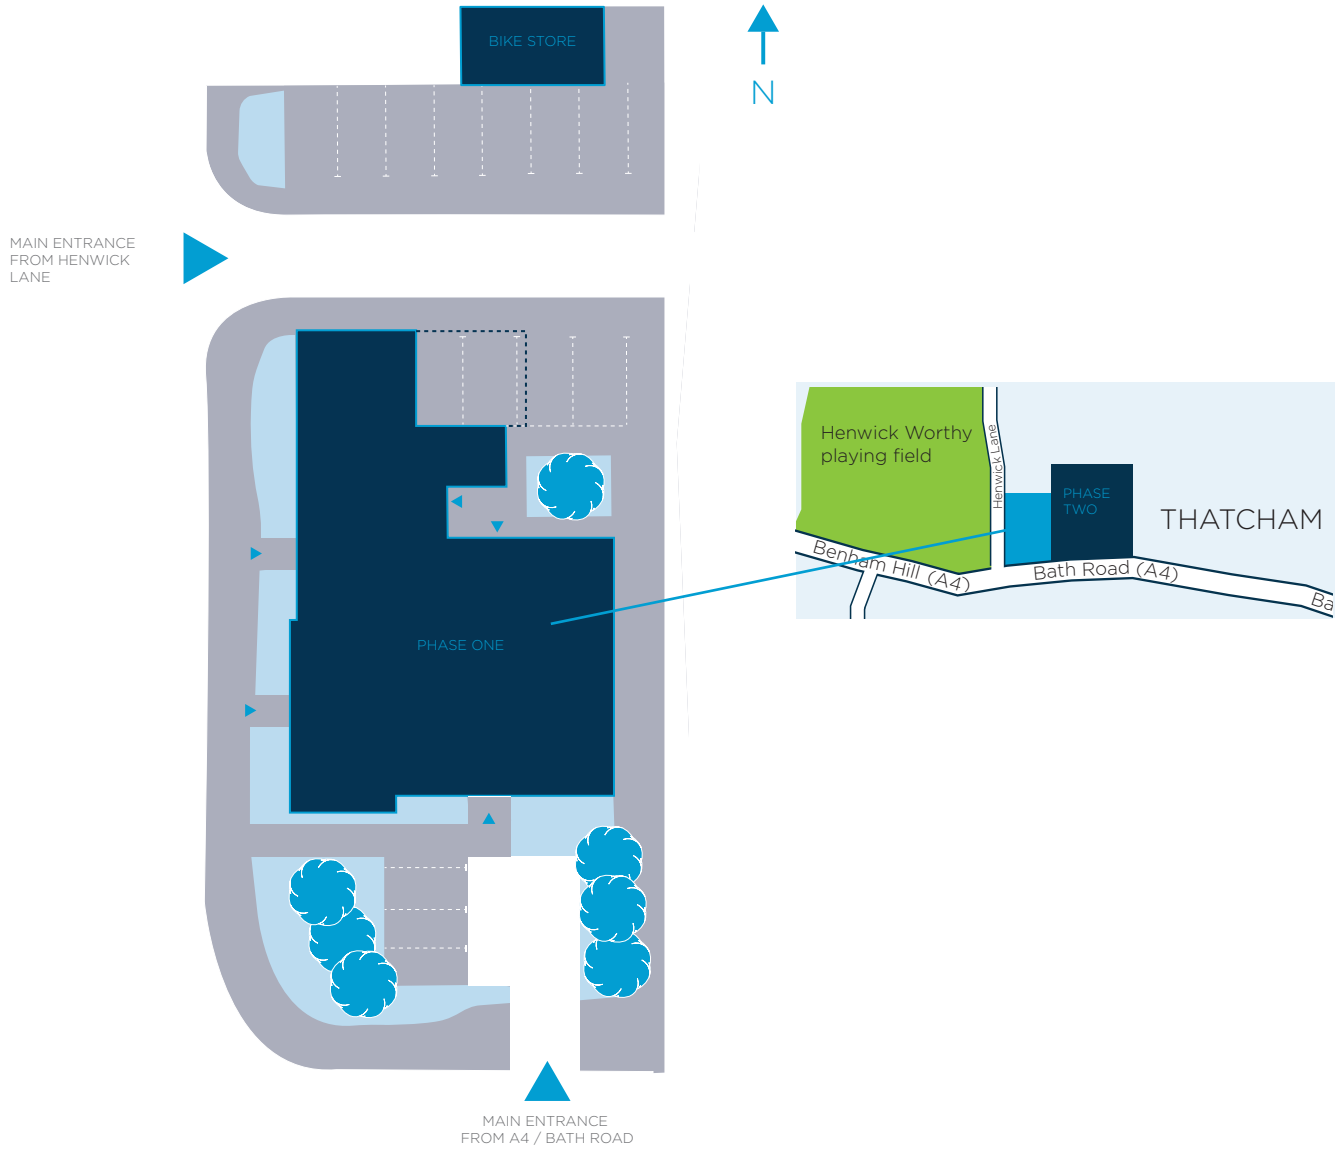 BIKE STORE
N
MAIN ENTRANCE
FROM HENWICK
LANE
Henwick Worthy
playing field
Henwick Lane
PHASE
TWO
THATCHAM
Benham Hill (A4)
Bath Road (A4)
Ba
PHASE ONE
MAIN ENTRANCE
FROM A4 / BATH ROAD